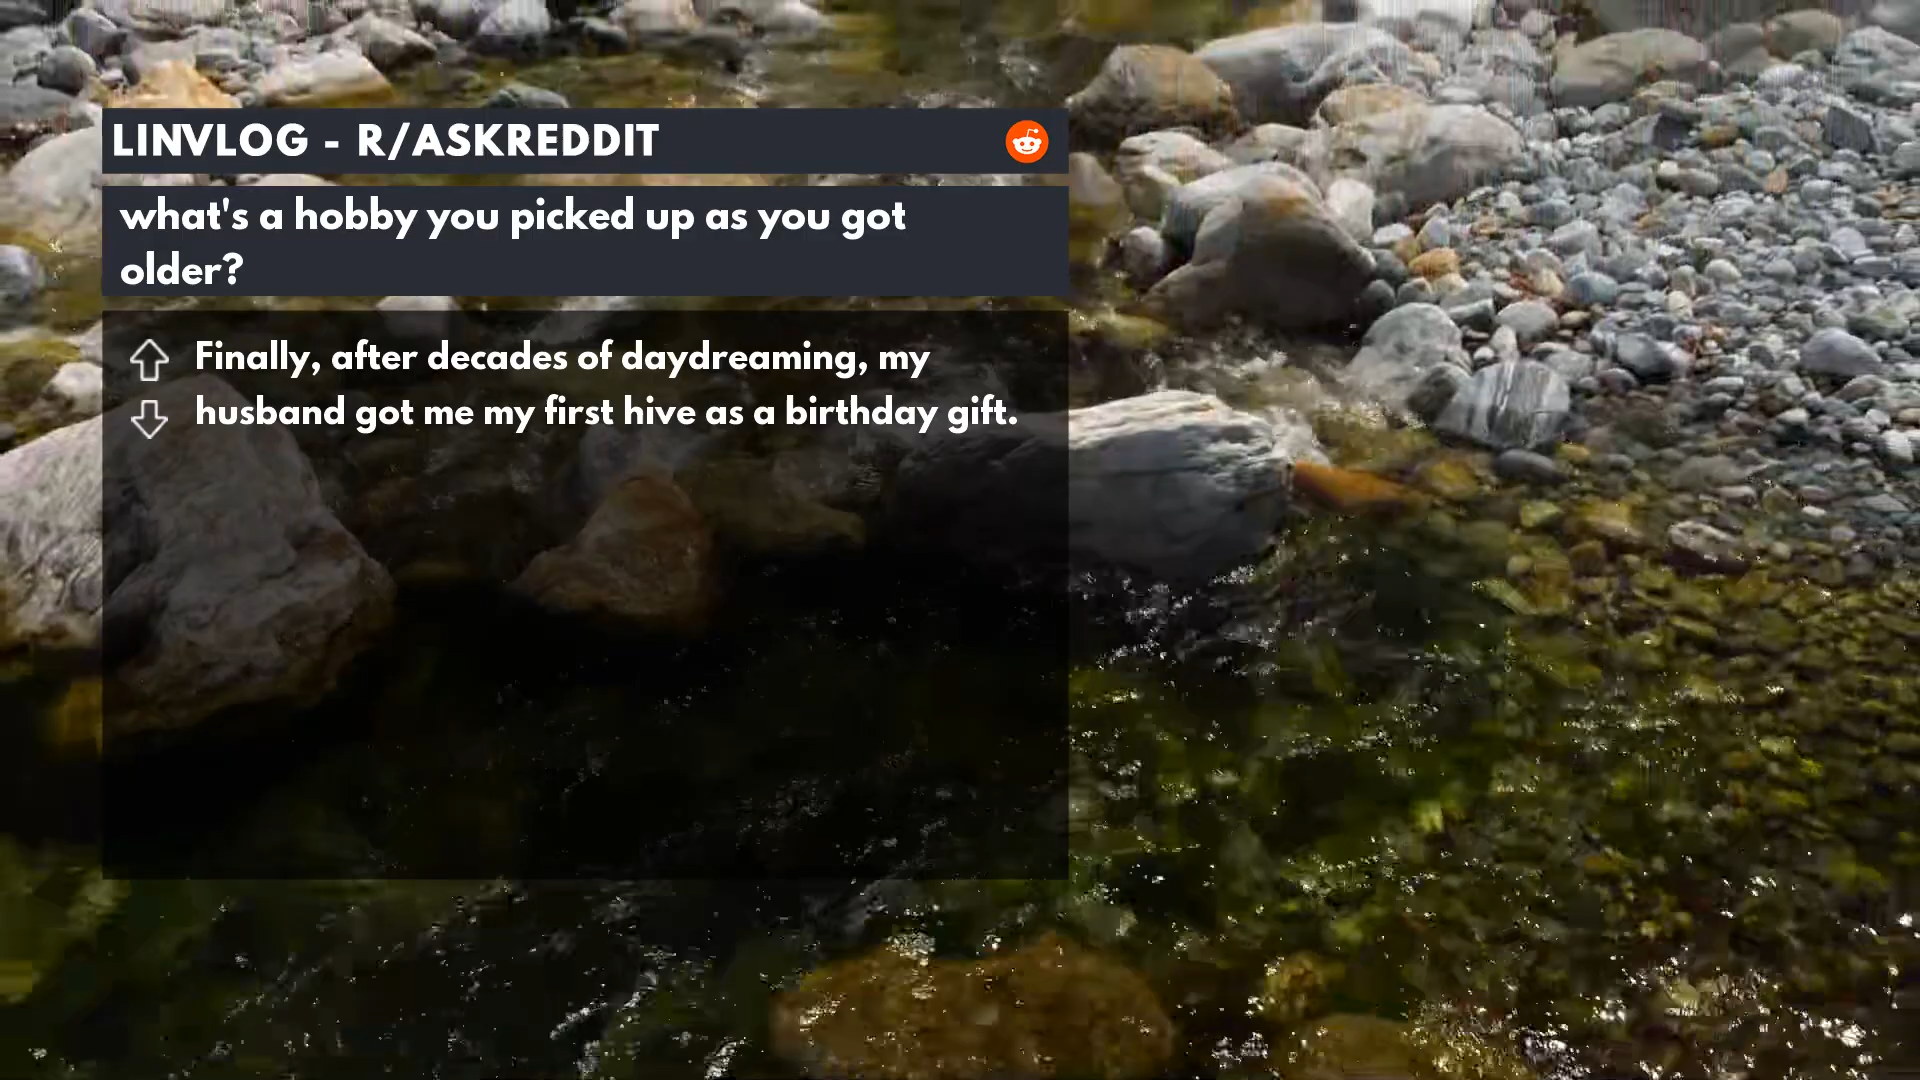 LINVLOG - R/ASKREDDIT
what's a hobby you picked up as you got
older?
Finally, after decades of daydreaming, my
husband got me my first hive as a birthday gift.